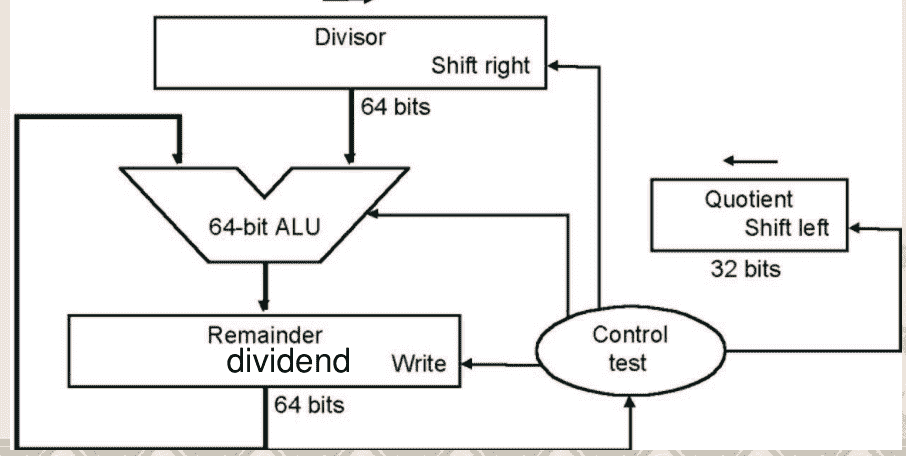 Divisor
Shift right
64 bits
64-bit ALU
Quotient
Shift left
32 bits
Remainder
dividend
Write
64 bits
Control
test